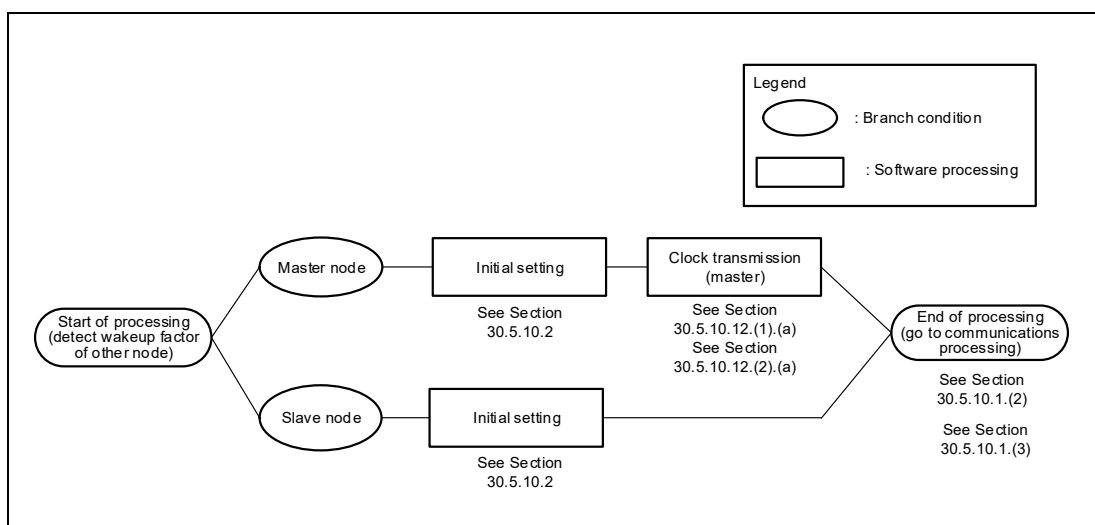 Legend
: Branch condition
: Software processing
Start of processing
(detect wakeup factor
of other node)
Master node
Initial setting
See Section
30.5.10.2
Clock transmission
(master)
See Section
30.5.10.12.(1).(a)
See Section
30.5.10.12.(2).(a)
Slave node
Initial setting
See Section
30.5.10.2
End of processing
(go to communications
processing)
See Section
30.5.10.1.(2)
See Section
30.5.10.1.(3)